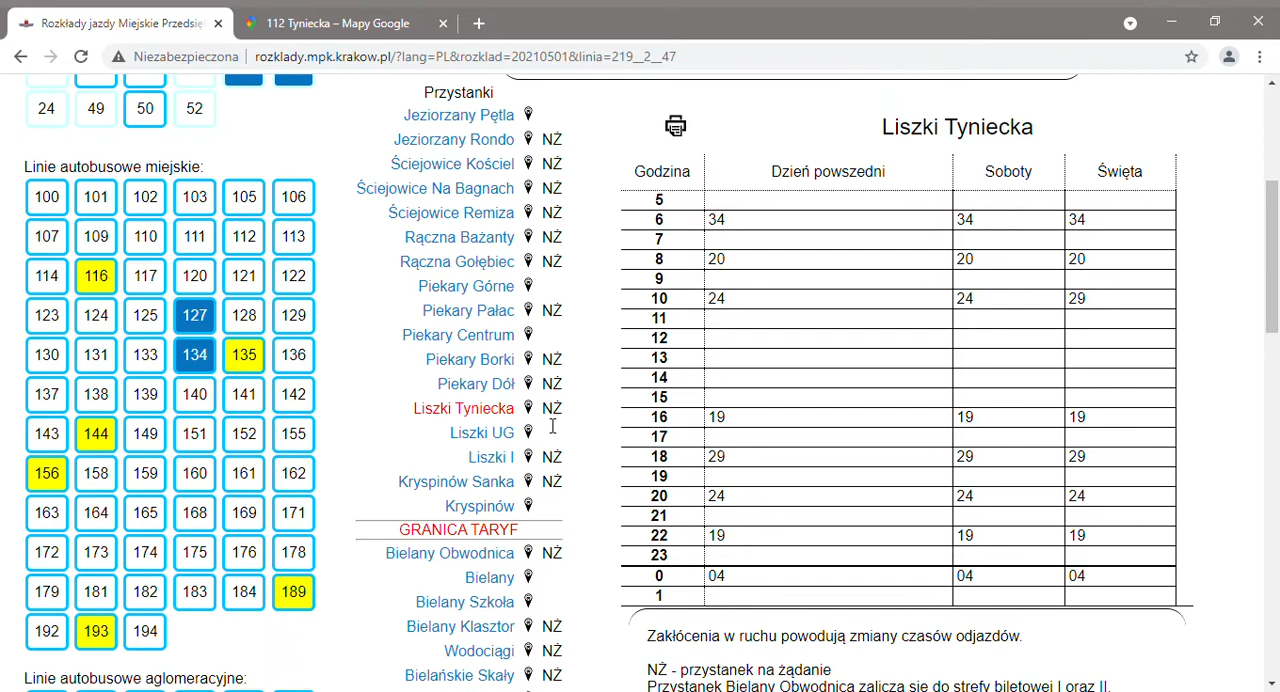 Rozkłady jazdy Miejskie Przedsię
112 Tyniecka – Mapy Google
Niezabezpieczona
rozklady.mpk.krakow.pl/?lang=PL&rozklad=20210501&linia=219__2__47
24 49 50 52
Linie autobusowe miejskie:
100 101 102 103 105 106
107 109 110 111 112 113
114 116 117 120 121 122
123 124 125 127 128 129
130 131 133 134 135 136
137 138 139 140 141 142
143 144 149 151 152 155
156 158 159 160 161 162
163 164 165 168 169 171
172 173 174 175 176 178
179 181 182 183 184 189
192 193 194
Linie autobusowe aglomeracyjne:
Przystanki
Jeziorzany Pętla
Jeziorzany Rondo NŻ
Ściejowice Kościel NŻ
Ściejowice Na Bagnach NŻ
Ściejowice Remiza NŻ
Rączna Bażanty NŻ
Rączna Gołębiec NŻ
Piekary Górne
Piekary Pałac NŻ
Piekary Centrum
Piekary Borki NŻ
Piekary Dół NŻ
Liszki Tyniecka NŻ
Liszki UG
Liszki I NŻ
Kryspinów Sanka NŻ
Kryspinów
GRANICA TARYF
Bielany Obwodnica NŻ
Bielany
Bielany Szkoła
Bielany Klasztor NŻ
Wodociągi NŻ
Bielańskie Skały NŻ
Liszki Tyniecka
Godzina Dzień powszedni Soboty Święta
5
6 34 34 34
7
8 20 20 20
9
10 24 24 29
11
12
13
14
15
16 19 19 19
17
18 29 29 29
19
20 24 24 24
21
22 19 19 19
23
0 04 04 04
1
Zakłócenia w ruchu powodują zmiany czasów odjazdów.
NŻ - przystanek na żądanie
Przystanek Bielany Obwodnica zalicza się do strefy biletowej I oraz II.